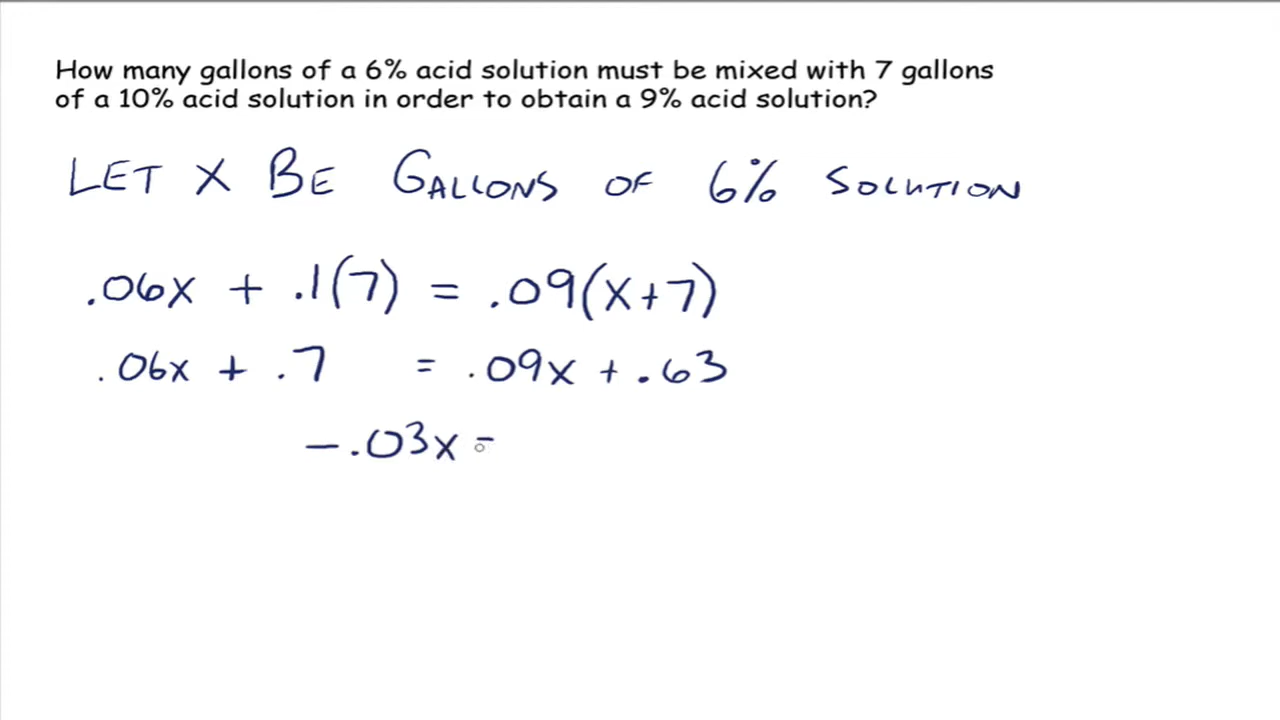 How many gallons of a 6% acid solution must be mixed with 7 gallons
of a 10% acid solution in order to obtain a 9% acid solution?
LET X BE GALLONS OF 6% SOLUTION
.06x + .1(7) = .09(x+7)
.06x + .7 = .09x + .63
-.03x =